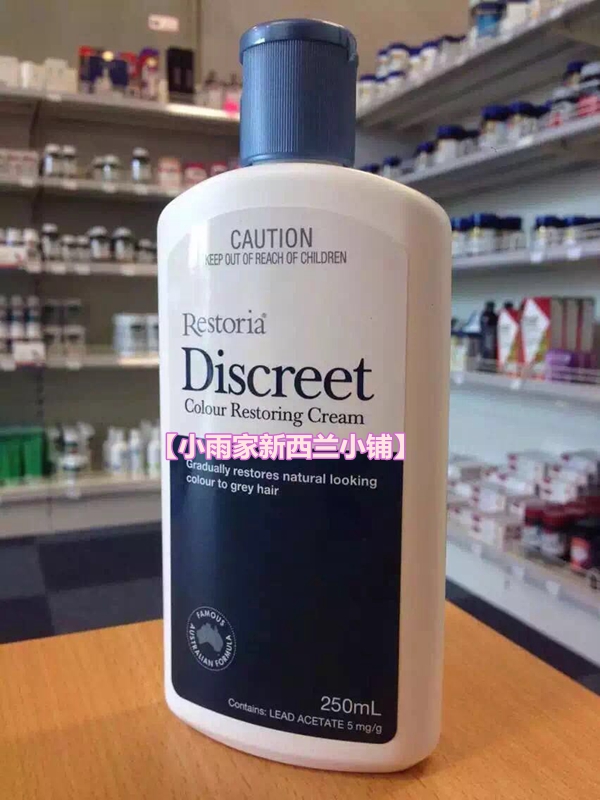 CAUTION
KEEP OUT OF REACH OF CHILDREN
Restoria®
Discreet
Colour Restoring Cream
【小雨家新西兰小铺】
Gradually restores natural looking
colour to grey hair
FAMOUS
AUSTRALIAN FORMULA
250mL
Contains: LEAD ACETATE 5 mg/g